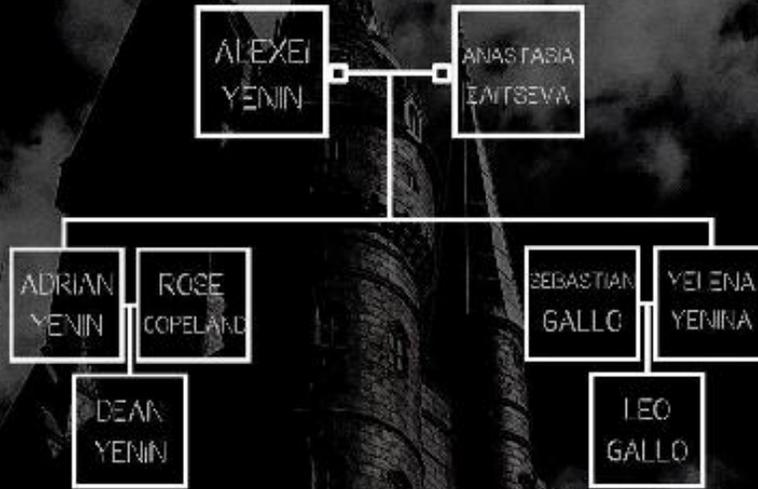 ALEXEI
YENIN
ANASTASIA
ZAITSEVA
ADRIAN
YENIN
ROSE
COPELAND
SEBASTIAN
GALLO
YELENA
YENINA
DEAN
YENIN
LEO
GALLO